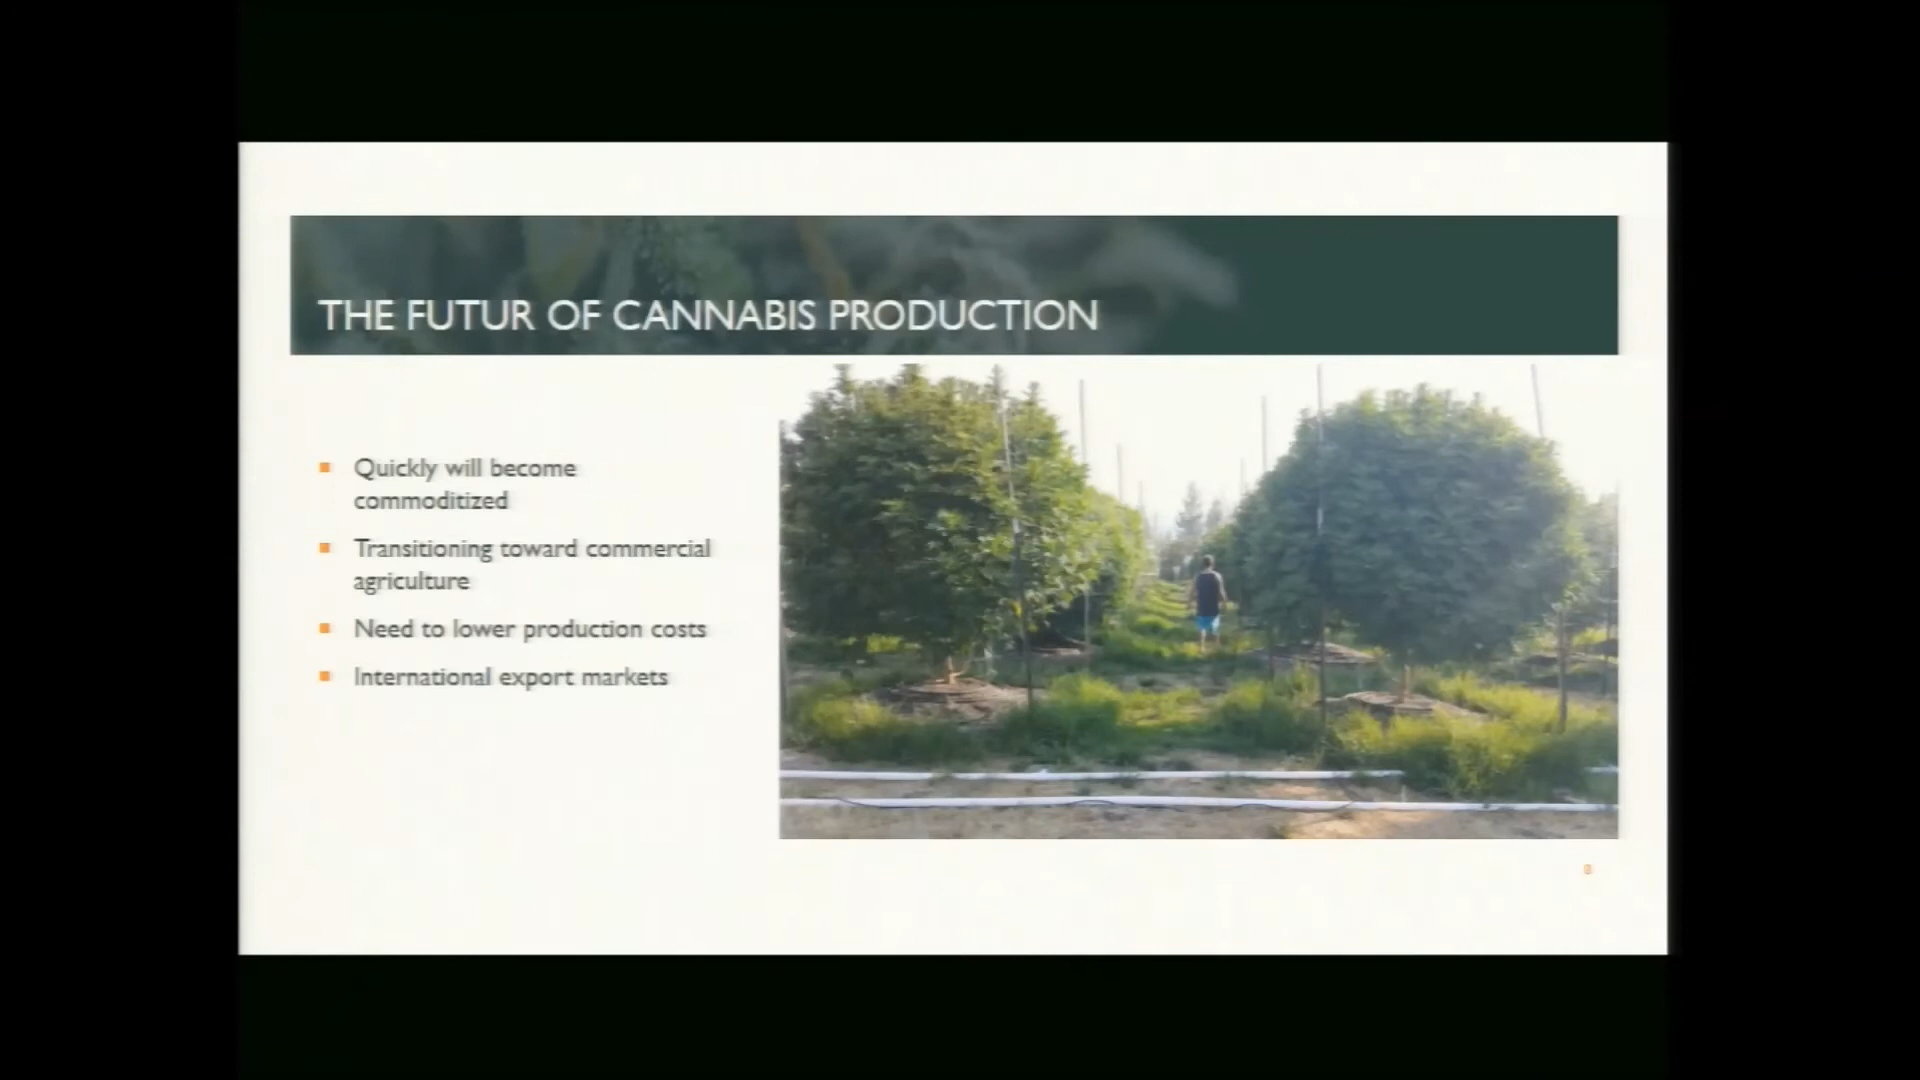 THE FUTUR OF CANNABIS PRODUCTION
Quickly will become
commoditized
Transitioning toward commercial
agriculture
Need to lower production costs
International export markets